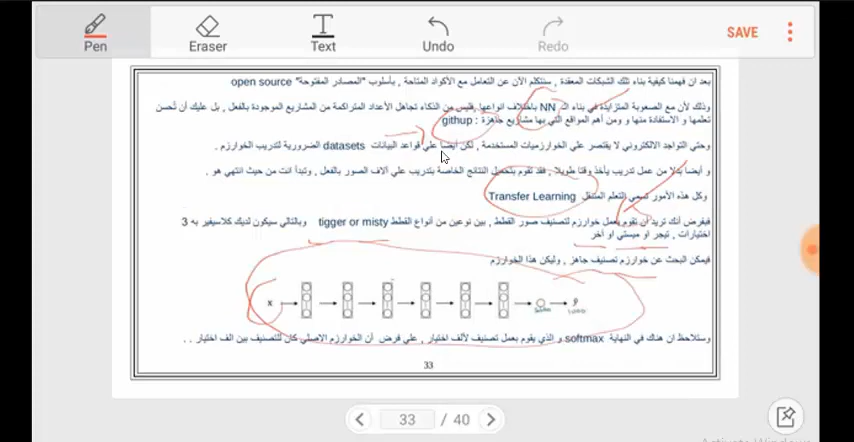 Pen
Eraser
Text
Undo
Redo
SAVE
بعد ان فهمنا كيفية بناء تلك الشبكات المعقدة , سنتكلم الآن عن التعامل مع الأكواد المتاحة , بأسلوب "المصادر المفتوحة" open source
وذلك لأن مع الصعوبة المتزايدة في بناء الـ NN باختلاف انواعها , فليس من الذكاء تجاهل الأعداد المتراكمة من المشاريع الموجودة بالفعل , بل عليك أن تُحسن
تعلمها و الاستفادة منها و ومن أهم المواقع التي بها مشاريع جاهزة : githup
وحتي التواجد الالكتروني لا يقتصر علي الخوارزميات المستخدمة , لكن أيضا علي قواعد البيانات datasets الضرورية لتدريب الخوارزم .
و أيضا بدلا من عمل تدريب يأخذ وقتا طويلا , فقد تقوم بتحميل النتائج الخاصة بتدريب علي آلاف الصور بالفعل , وتبدأ انت من حيث انتهي هو .
وكل هذه الأمور تسمي التعلم المتنقل Transfer Learning
فبفرض أنك تريد أن تقوم بعمل خوارزم لتصنيف صور القطط , بين نوعين من أنواع القطط tigger or misty وبالتالي سيكون لديك كلاسيفير به 3
اختيارات , تيجر او ميستي او آخر
فيمكن البحث عن خوارزم تصنيف جاهز , وليكن هذا الخوارزم
x ŷ
وستلاحظ ان هناك في النهاية softmax و الذي يقوم بعمل تصنيف لألف اختيار , علي فرض أن الخوارزم الاصلي كان للتصنيف بين الف اختيار . .
33
33 / 40